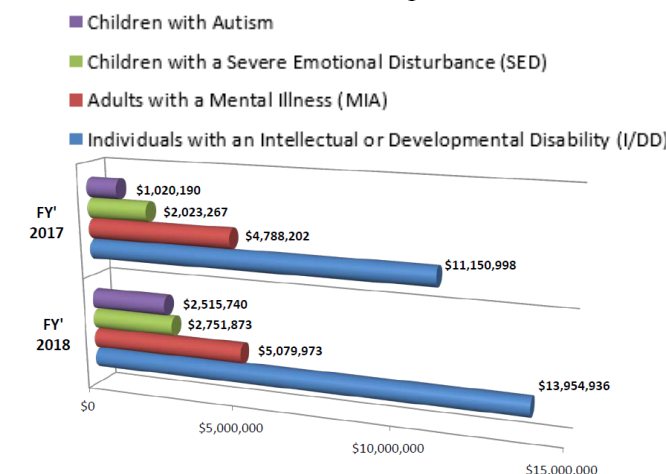 Children with Autism
Children with a Severe Emotional Disturbance (SED)
Adults with a Mental Illness (MIA)
Individuals with an Intellectual or Developmental Disability (I/DD)
FY'
2017
$1,020,190
$2,023,267
$4,788,202
$11,150,998
FY'
2018
$2,515,740
$2,751,873
$5,079,973
$13,954,936
$0
$5,000,000
$10,000,000
$15,000,000